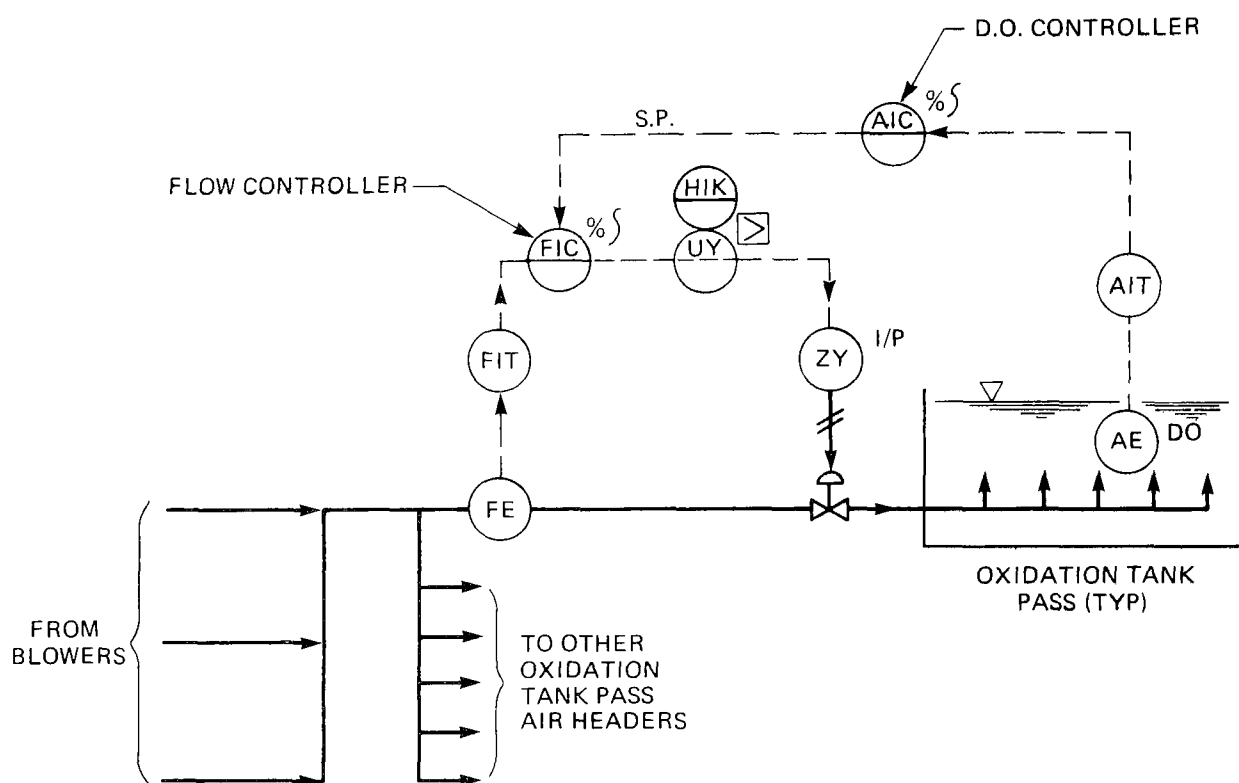 D.O. CONTROLLER
%∫
S.P.
AIC
FLOW CONTROLLER
HIK
%∫
>
FIC
UY
AIT
FIT
ZY
I/P
AE
DO
FE
OXIDATION TANK
PASS (TYP)
FROM
BLOWERS
TO OTHER
OXIDATION
TANK PASS
AIR HEADERS